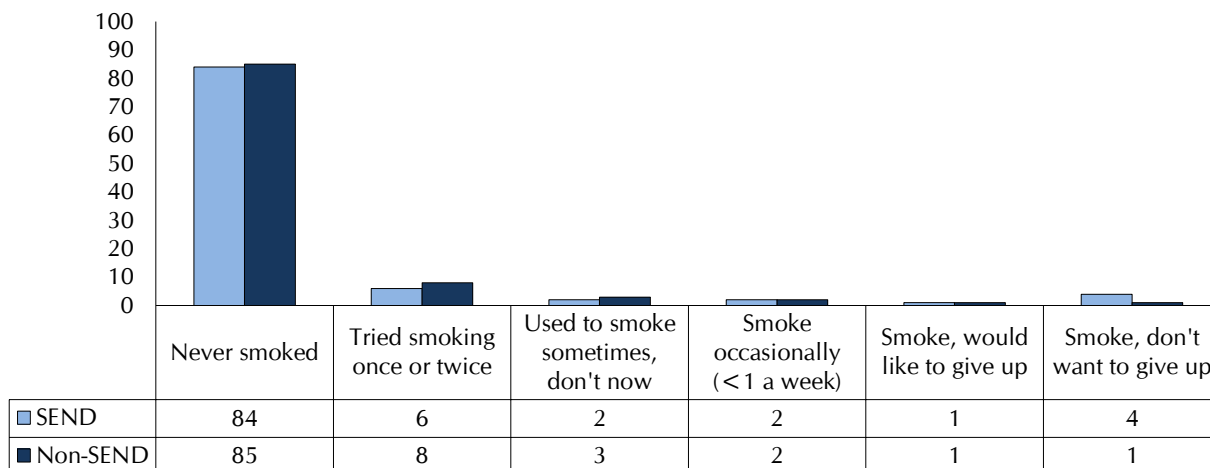 100
90
80
70
60
50
40
30
20
10
0
Never smoked
Tried smoking
once or twice
Used to smoke
sometimes,
don't now
Smoke
occasionally
(<1 a week)
Smoke, would
like to give up
Smoke, don't
want to give up
SEND 84 6 2 2 1 4
Non-SEND 85 8 3 2 1 1